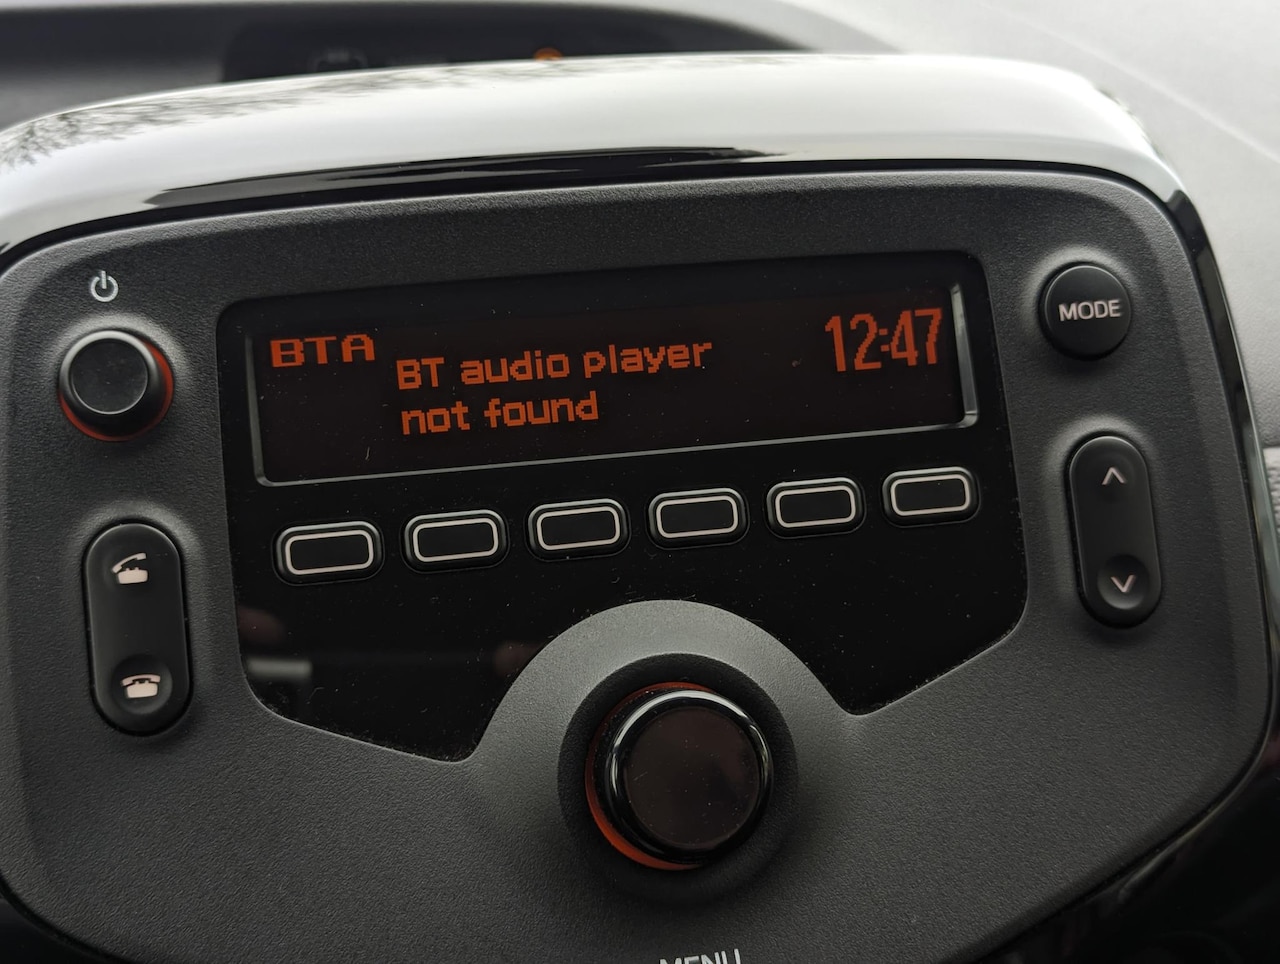 BTA
BT audio player
not found
12:47
MODE
MENU